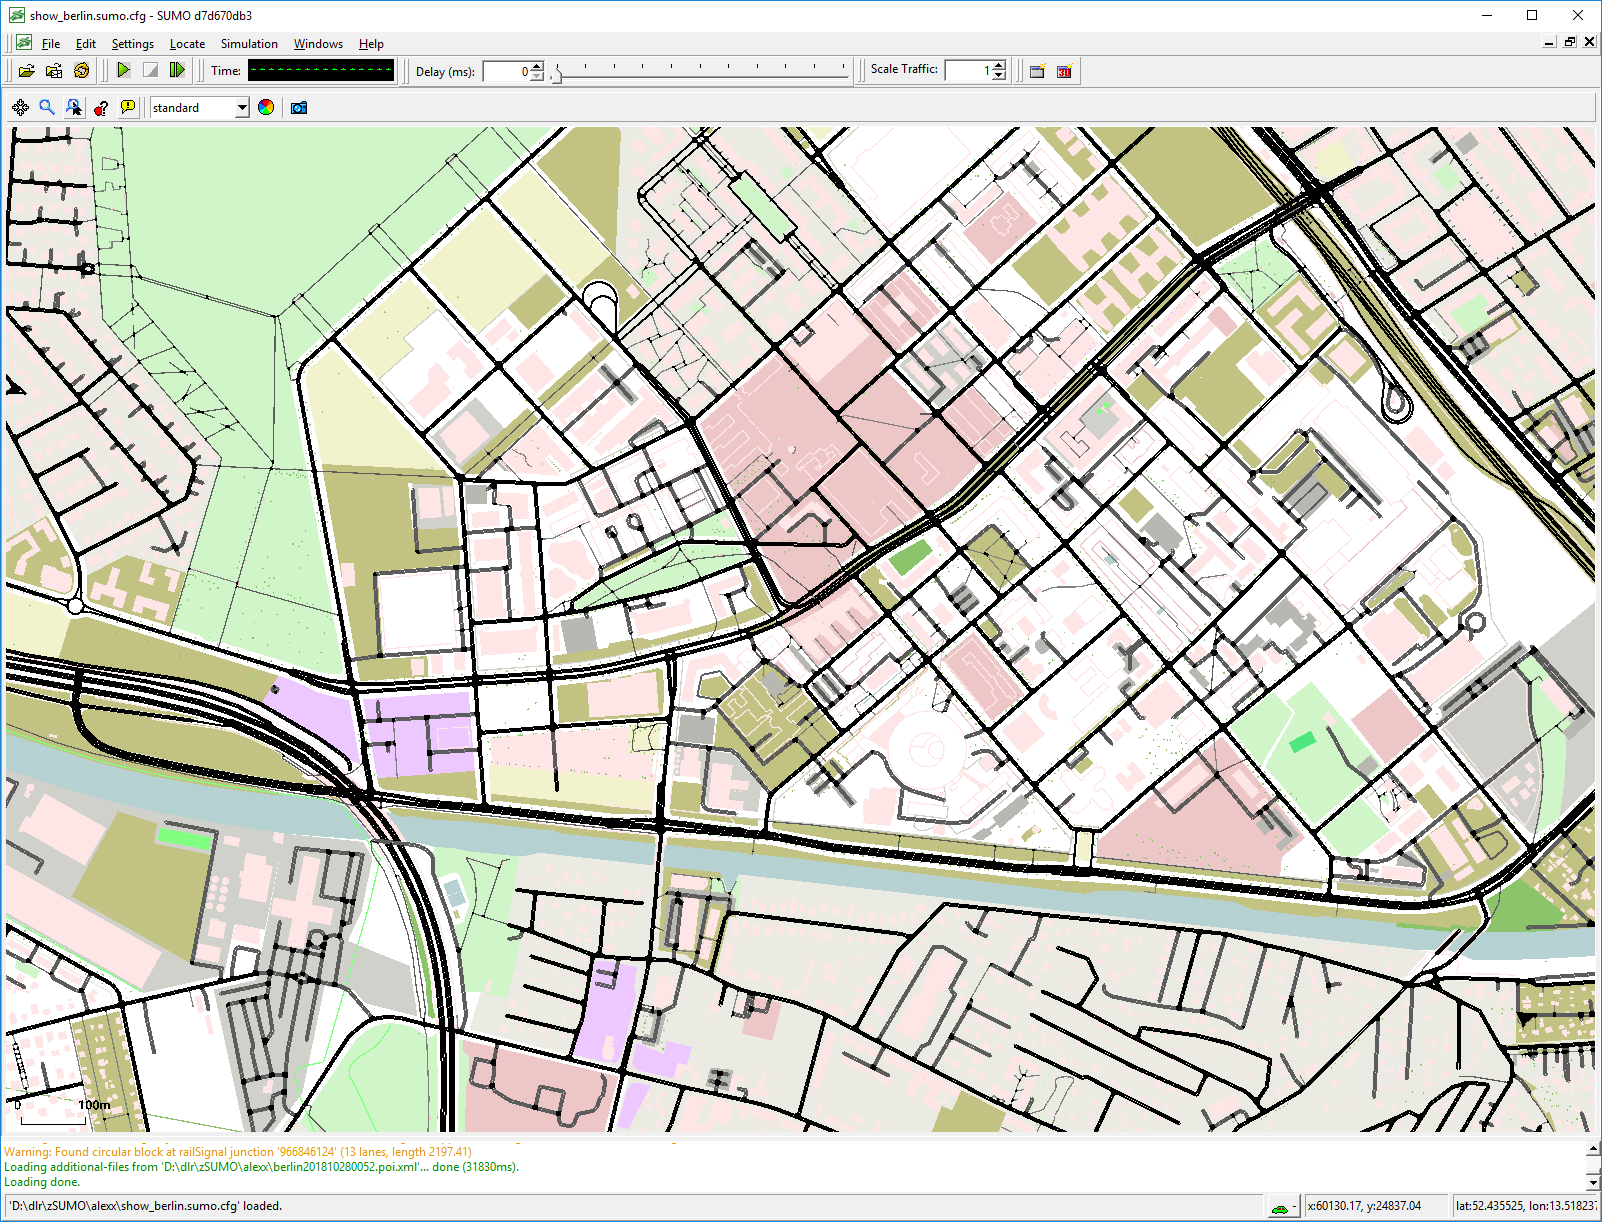 show_berlin.sumo.cfg - SUMO d7d670db3
File Edit Settings Locate Simulation Windows Help
Time: Delay (ms): 0 Scale Traffic: 1
standard
0 100m
Warning: Found circular block at railSignal junction '966846124' (13 lanes, length 2197.41)
Loading additional-files from 'D:\dlr\zSUMO\alexx\berlin201810280052.poi.xml'... done (31830ms).
Loading done.
'D:\dlr\zSUMO\alexx\show_berlin.sumo.cfg' loaded. - x:60130.17, y:24837.04 lat:52.435525, lon:13.518237